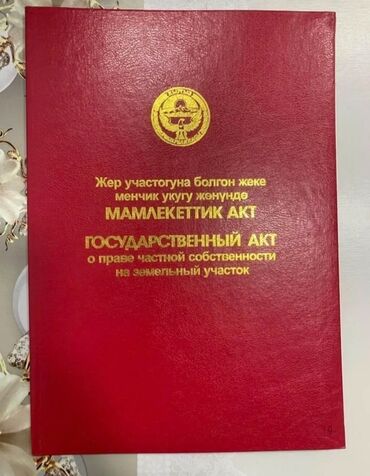 Жер участогуна болгон жеке
менчик укугу жөнүндө
МАМЛЕКЕТТИК АКТ
ГОСУДАРСТВЕННЫЙ АКТ
о праве частной собственности
на земельный участок